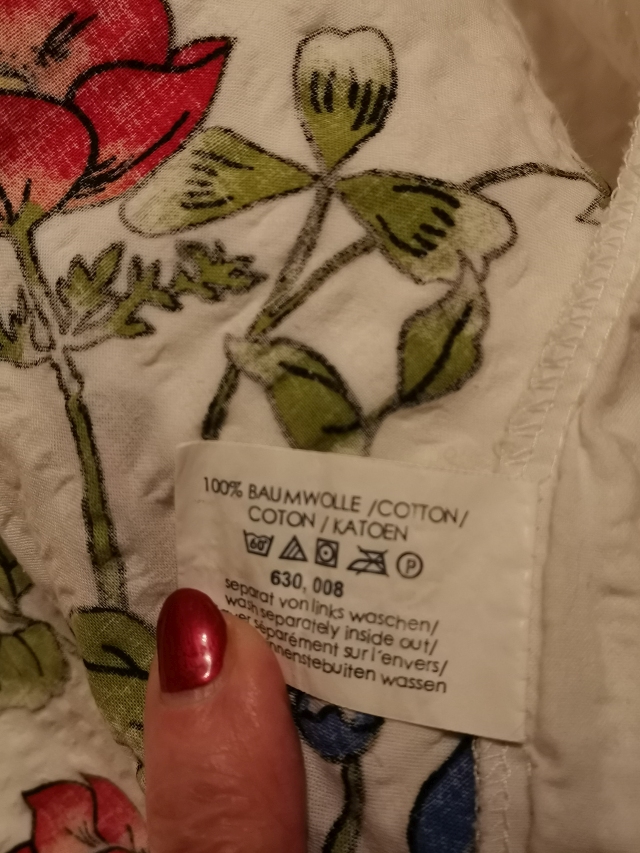 100% BAUMWOLLE /COTTON/
COTON / KATOEN
60 P
630, 008
separat von links waschen/
wash separately inside out/
séparément sur l'envers/
wassen